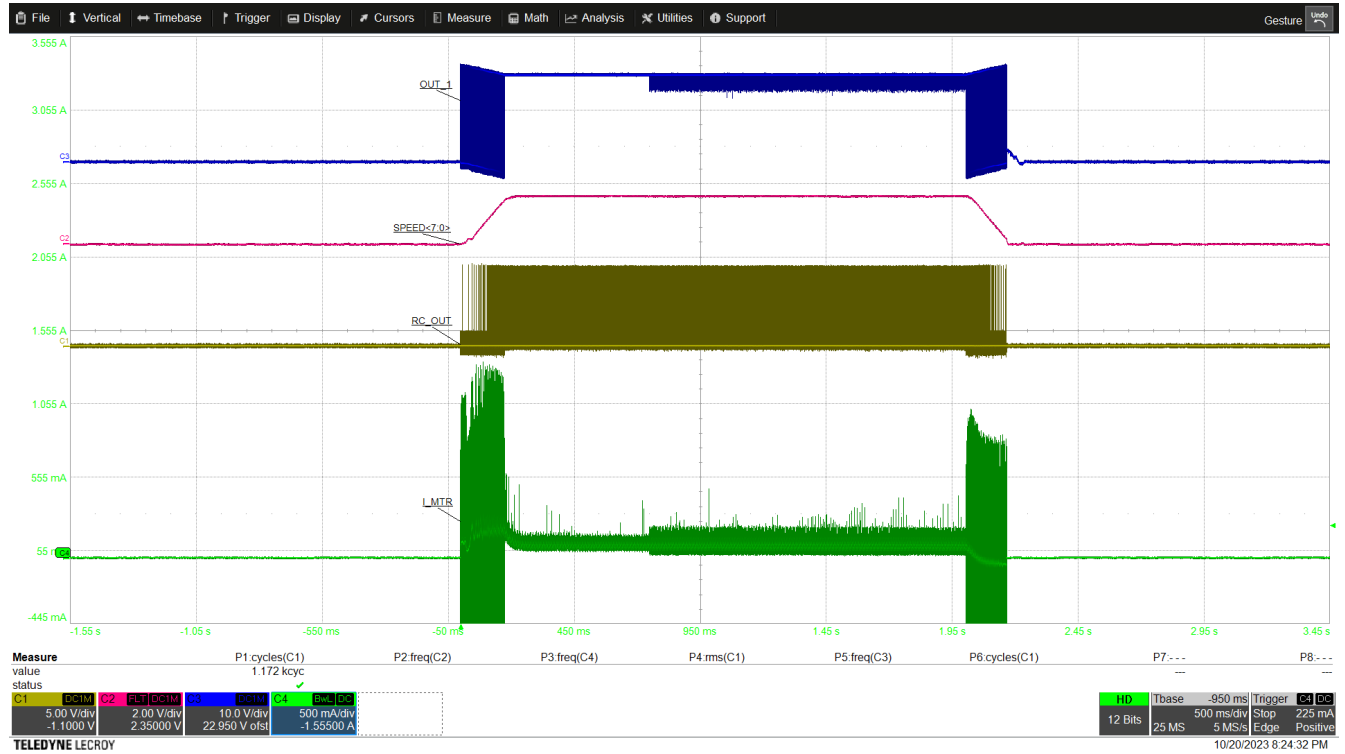 File Vertical Timebase Trigger Display Cursors Measure Math Analysis Utilities Support Gesture Undo
3.555 A
OUT_1
3.055 A
C3
2.555 A
SPEED<7.0>
C2
2.055 A
RC_OUT
1.555 A
C1
1.055 A
555 mA
I_MTR
C4
-445 mA
-1.55 s -1.05 s -550 ms -50 ms 450 ms 950 ms 1.45 s 1.95 s 2.45 s 2.95 s 3.45 s
Measure P1:cycles(C1) P2:freq(C2) P3:freq(C4) P4:rms(C1) P5:freq(C3) P6:cycles(C1) P7:- - - P8:- - -
value 1.172 kcyc --- ---
status
C1 DC1M C2 FLT DC1M C3 DC1M C4 BwL DC HD Tbase -950 ms Trigger C4 DC
5.00 V/div 2.00 V/div 10.0 V/div 500 mA/div 12 Bits 500 ms/div Stop 225 mA
-1.1000 V 2.35000 V 22.950 V ofst -1.55500 A 25 MS 5 MS/s Edge Positive
TELEDYNE LECROY 10/20/2023 8:24:32 PM